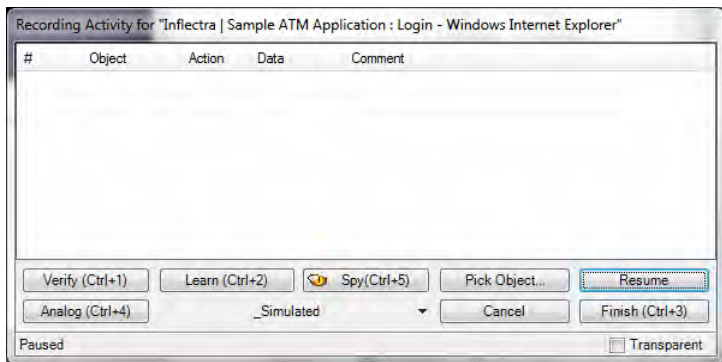 Recording Activity for "Inflectra | Sample ATM Application : Login - Windows Internet Explorer"
# Object Action Data Comment
Verify (Ctrl+1) Learn (Ctrl+2) Spy(Ctrl+5) Pick Object... Resume
Analog (Ctrl+4) _Simulated Cancel Finish (Ctrl+3)
Paused Transparent